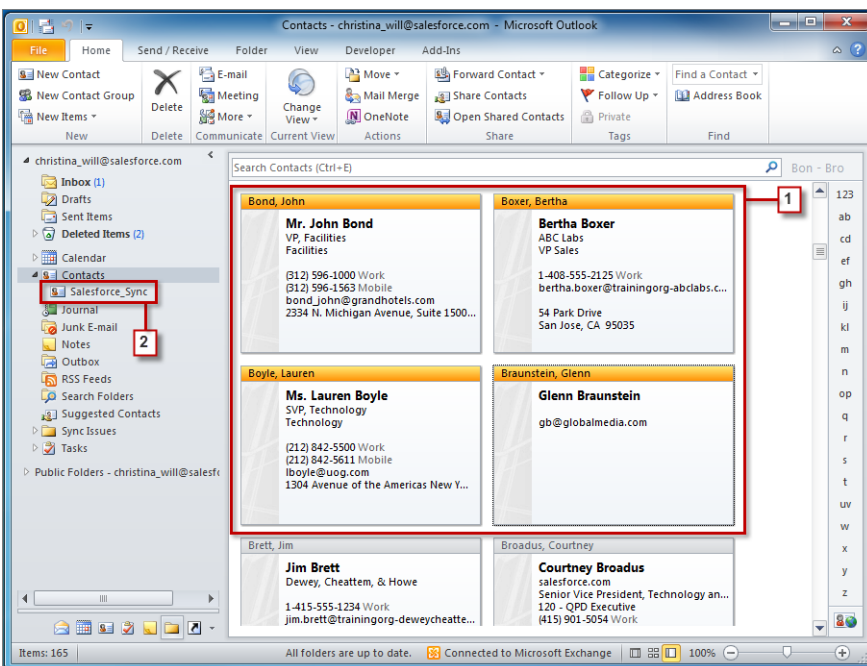 Contacts - christina_will@salesforce.com - Microsoft Outlook
File Home Send / Receive Folder View Developer Add-Ins
New Contact
New Contact Group
New Items
New
Delete
Delete
E-mail
Meeting
More
Communicate
Change View
Current View
Move
Mail Merge
OneNote
Actions
Forward Contact
Share Contacts
Open Shared Contacts
Share
Categorize
Follow Up
Private
Tags
Find a Contact
Address Book
Find
christina_will@salesforce.com
Inbox (1)
Drafts
Sent Items
Deleted Items (2)
Calendar
Contacts
Salesforce_Sync
2
Journal
Junk E-mail
Notes
Outbox
RSS Feeds
Search Folders
Suggested Contacts
Sync Issues
Tasks
Public Folders - christina_will@salesfo
Search Contacts (Ctrl+E)
Bon - Bro
1
Bond, John
Mr. John Bond
VP, Facilities
Facilities
(312) 596-1000 Work
(312) 596-1563 Mobile
bond_john@grandhotels.com
2334 N. Michigan Avenue, Suite 1500...
Boxer, Bertha
Bertha Boxer
ABC Labs
VP Sales
1-408-555-2125 Work
bertha.boxer@trainingorg-abclabs.c...
54 Park Drive
San Jose, CA 95035
Boyle, Lauren
Ms. Lauren Boyle
SVP, Technology
Technology
(212) 842-5500 Work
(212) 842-5611 Mobile
lboyle@uog.com
1304 Avenue of the Americas New Y...
Braunstein, Glenn
Glenn Braunstein
gb@globalmedia.com
Brett, Jim
Jim Brett
Dewey, Cheattem, & Howe
1-415-555-1234 Work
jim.brett@trainingorg-deweycheatte...
Broadus, Courtney
Courtney Broadus
salesforce.com
Senior Vice President, Technology an...
120 - QPD Executive
(415) 901-5054 Work
123
ab
cd
ef
gh
ij
kl
m
n
op
q
r
s
t
uv
w
x
y
z
Items: 165
All folders are up to date.
Connected to Microsoft Exchange
100%